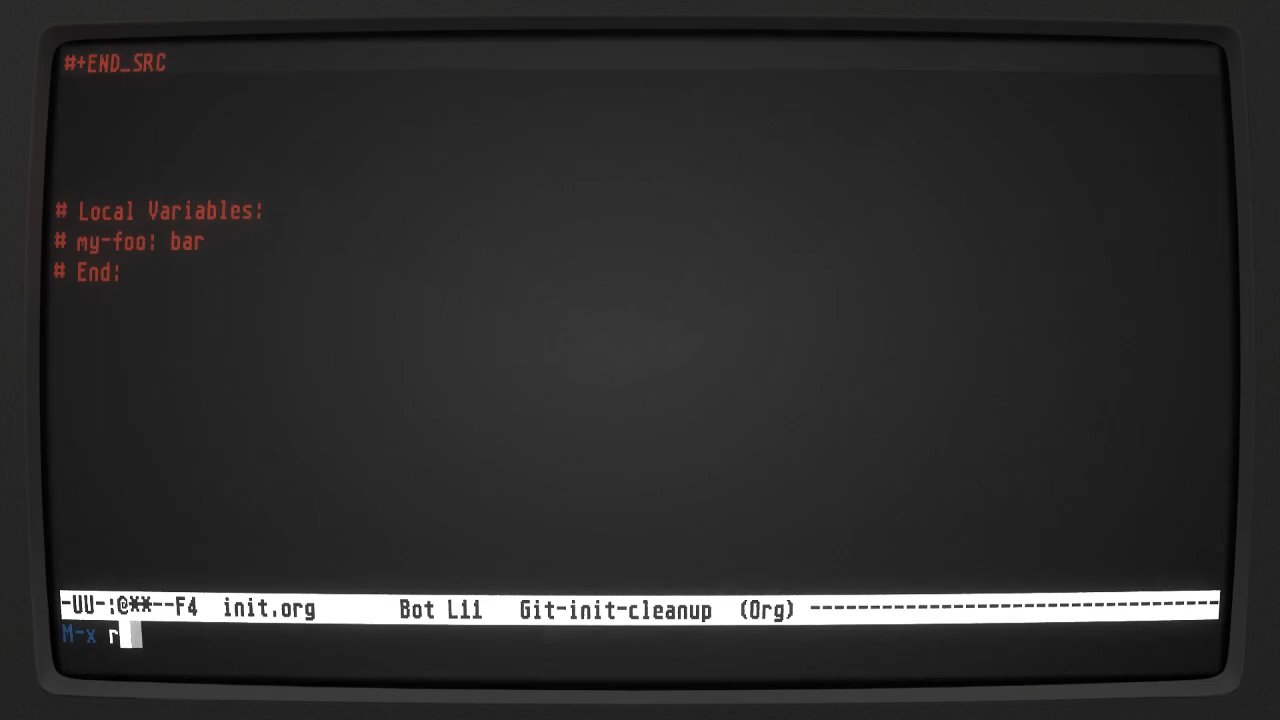 #+END_SRC
# Local Variables:
# my-foo: bar
# End:
-UU-:@**--F4  init.org         Bot L11    Git-init-cleanup   (Org) ----------------------------------
M-x r